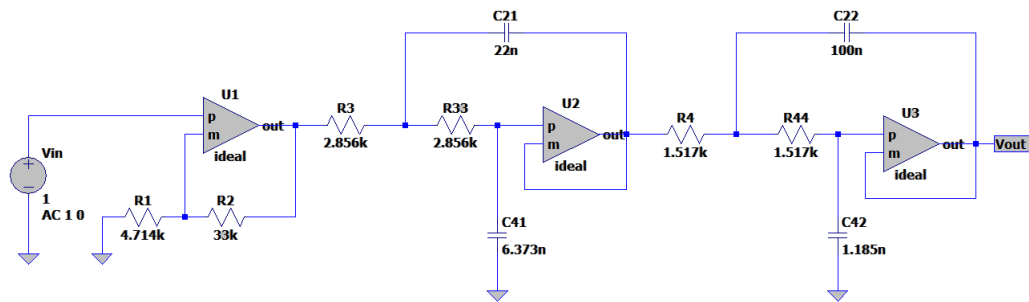 Vin
1
AC 1 0
R1
4.714k
R2
33k
U1
p
m
out
ideal
R3
2.856k
C21
22n
R33
2.856k
C41
6.373n
U2
p
m
out
ideal
R4
1.517k
C22
100n
R44
1.517k
C42
1.185n
U3
p
m
out
ideal
Vout